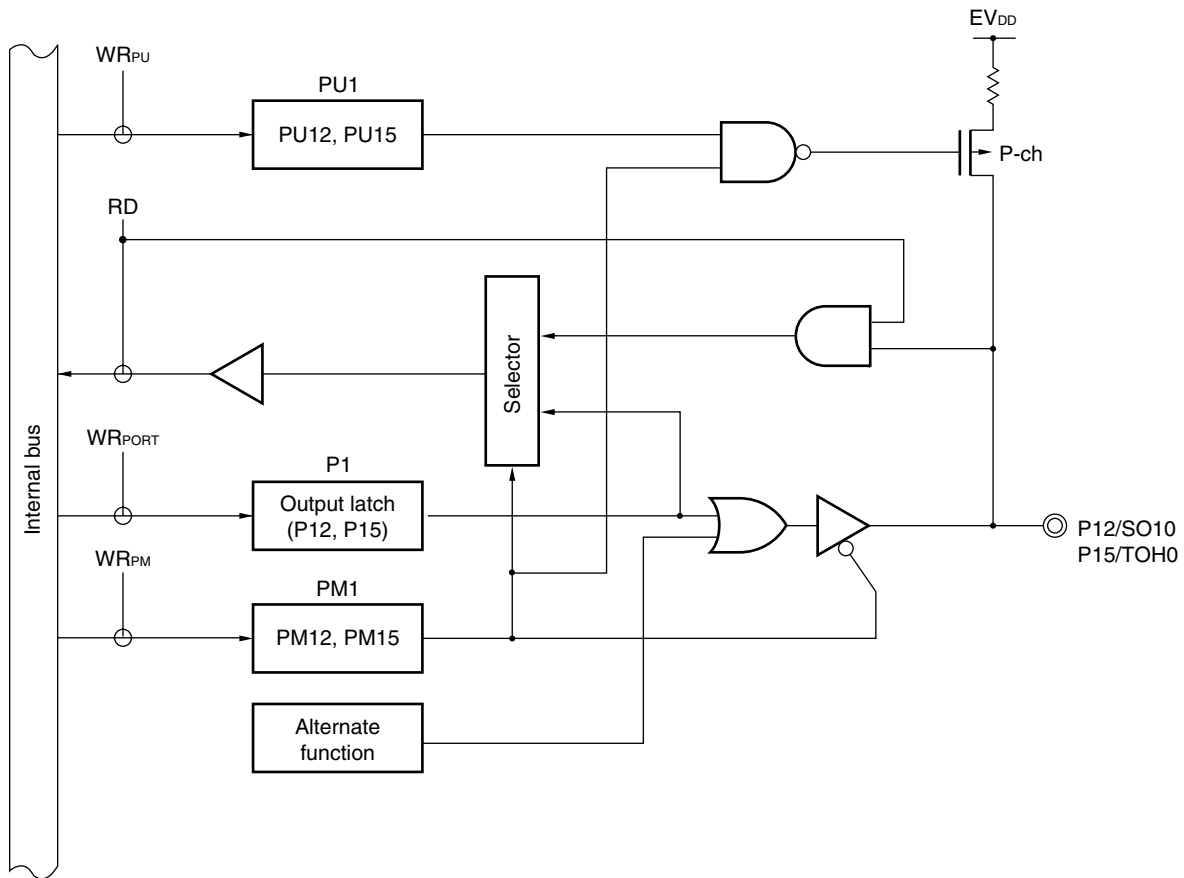 EVDD
WRPU
PU1
PU12, PU15
P-ch
RD
Selector
Internal bus
WRPORT
P1
Output latch
(P12, P15)
P12/SO10
P15/TOH0
WRPM
PM1
PM12, PM15
Alternate
function